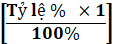 [Tỷ lệ % × 1]
100%